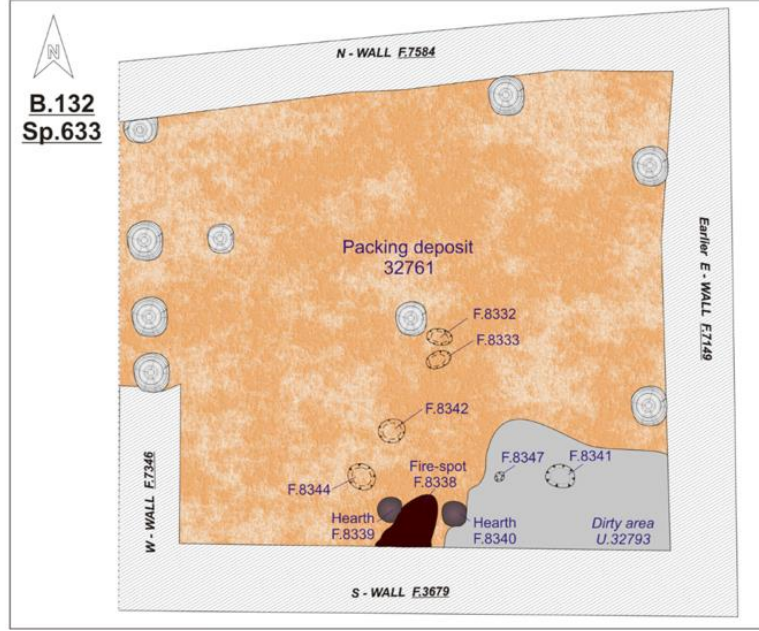 N
B.132
Sp.633
N - WALL F.7584
Earlier E - WALL F.7149
Packing deposit
32761
F.8332
F.8333
F.8342
F.8344
Fire-spot
F.8338
F.8347
F.8341
Hearth
F.8339
Hearth
F.8340
Dirty area
U.32793
W - WALL F.7346
S - WALL F.3679